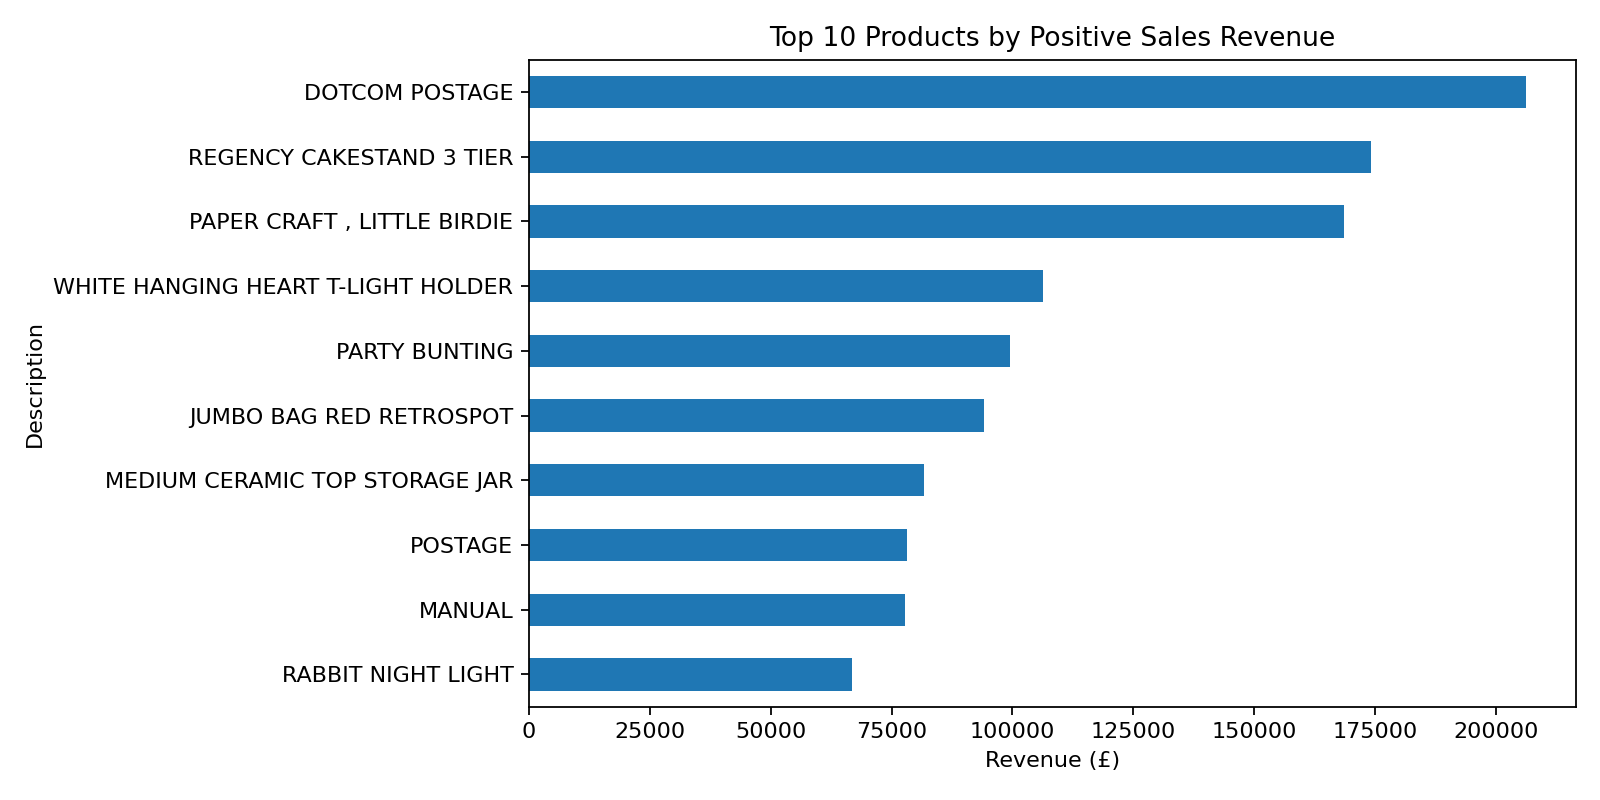 Top 10 Products by Positive Sales Revenue
DOTCOM POSTAGE
REGENCY CAKESTAND 3 TIER
PAPER CRAFT , LITTLE BIRDIE
WHITE HANGING HEART T-LIGHT HOLDER
PARTY BUNTING
JUMBO BAG RED RETROSPOT
MEDIUM CERAMIC TOP STORAGE JAR
POSTAGE
MANUAL
RABBIT NIGHT LIGHT
Description
0 25000 50000 75000 100000 125000 150000 175000 200000
Revenue (£)